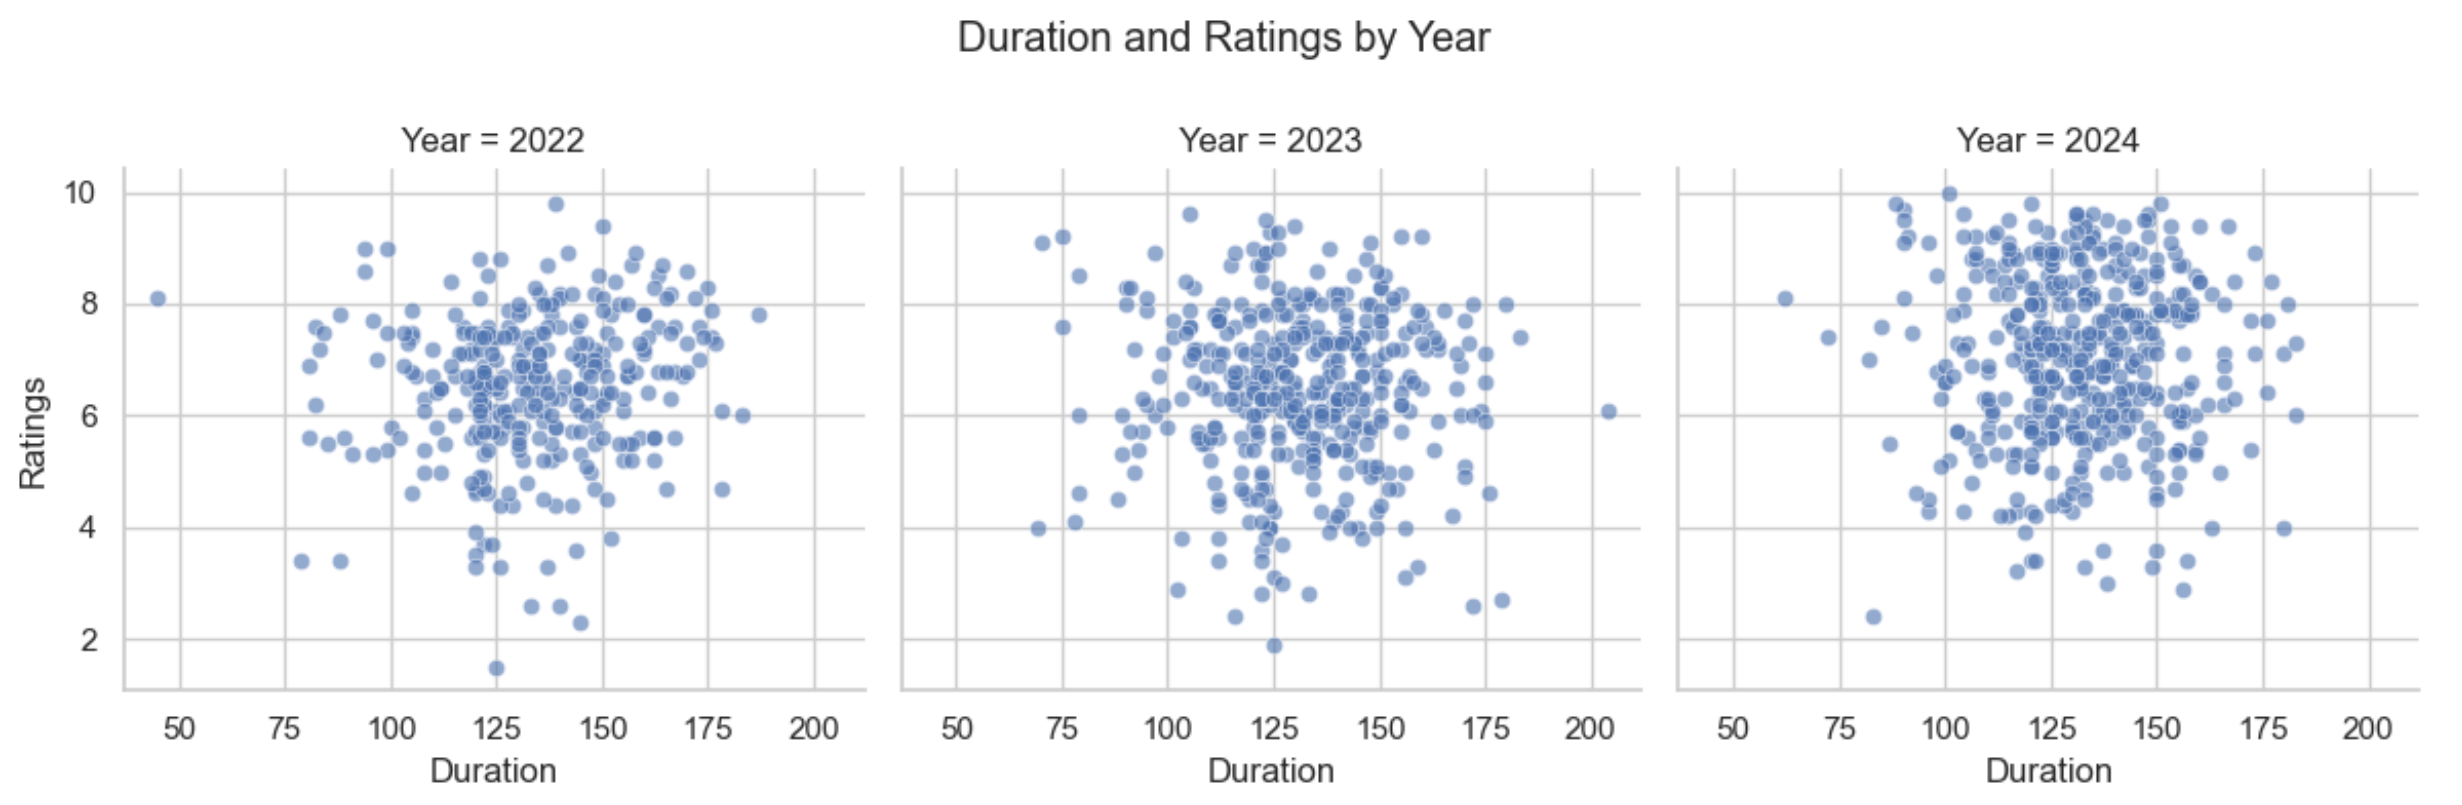 Duration and Ratings by Year
Year = 2022
Year = 2023
Year = 2024
Ratings
10
8
6
4
2
50 75 100 125 150 175 200
50 75 100 125 150 175 200
50 75 100 125 150 175 200
Duration
Duration
Duration